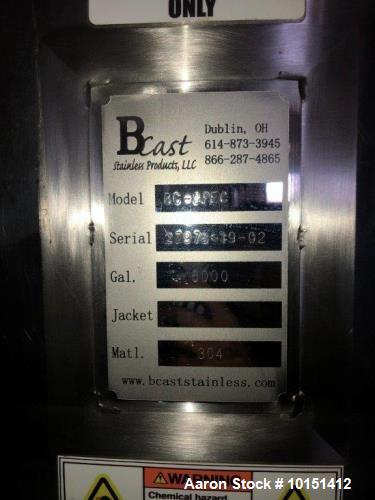 ONLY
Bcast
Stainless Products, LLC
Dublin, OH
614-873-3945
866-287-4865
Model
Serial
Gal. 6000
Jacket
Matl. 304
www.bcaststainless.com
WARNING
Chemical hazard.
Aaron Stock # 10151412